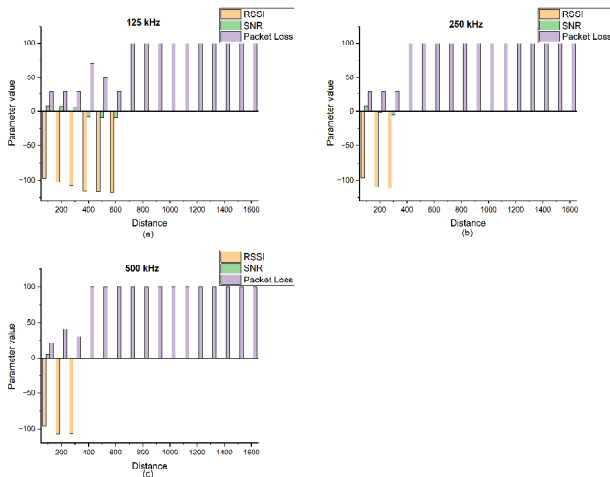 125 kHz
RSSI
SNR
Packet Loss
100
50
0
−50
−100
Parameter value
200 400 600 800 1000 1200 1400 1600
Distance
(a)
250 kHz
RSSI
SNR
Packet Loss
100
50
0
−50
−100
Parameter value
200 400 600 800 1000 1200 1400 1600
Distance
(b)
500 kHz
RSSI
SNR
Packet Loss
100
50
0
−50
−100
Parameter value
200 400 600 800 1000 1200 1400 1600
Distance
(c)